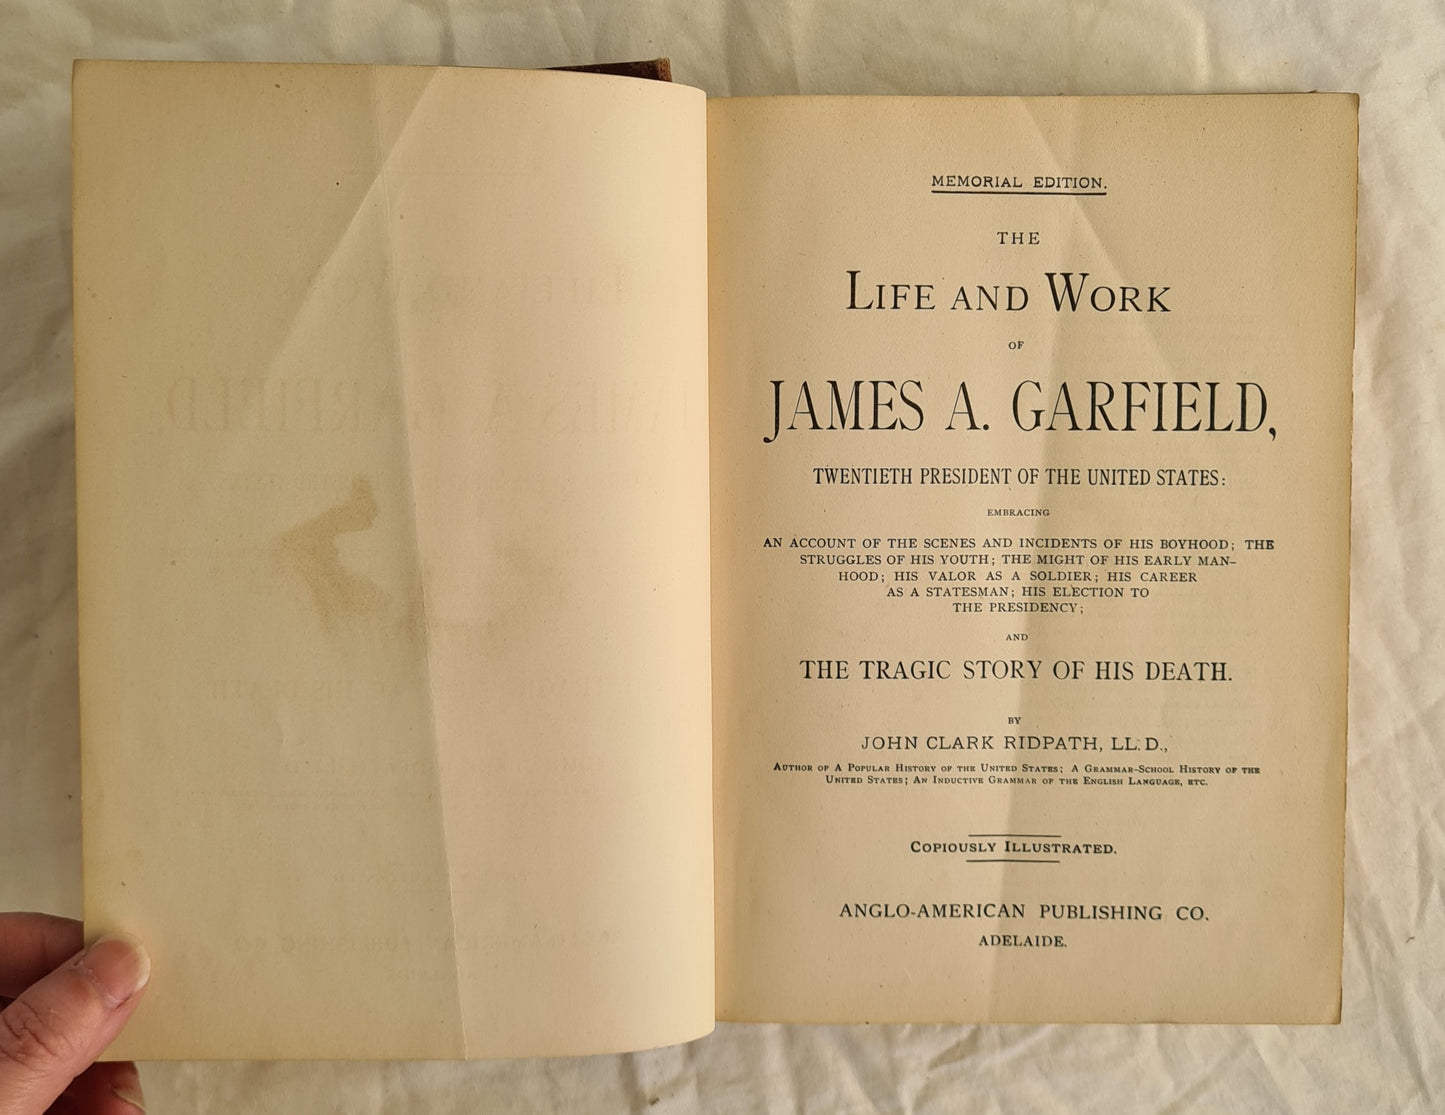 MEMORIAL EDITION.
THE
LIFE AND WORK
OF
JAMES A. GARFIELD,
TWENTIETH PRESIDENT OF THE UNITED STATES:
EMBRACING
AN ACCOUNT OF THE SCENES AND INCIDENTS OF HIS BOYHOOD; THE
STRUGGLES OF HIS YOUTH; THE MIGHT OF HIS EARLY MAN-
HOOD; HIS VALOR AS A SOLDIER; HIS CAREER
AS A STATESMAN; HIS ELECTION TO
THE PRESIDENCY;
AND
THE TRAGIC STORY OF HIS DEATH.
BY
JOHN CLARK RIDPATH, LL.D.,
AUTHOR OF A POPULAR HISTORY OF THE UNITED STATES; A GRAMMAR-SCHOOL HISTORY OF THE
UNITED STATES; AN INDUCTIVE GRAMMAR OF THE ENGLISH LANGUAGE, ETC.
COPIOUSLY ILLUSTRATED.
ANGLO-AMERICAN PUBLISHING CO.
ADELAIDE.